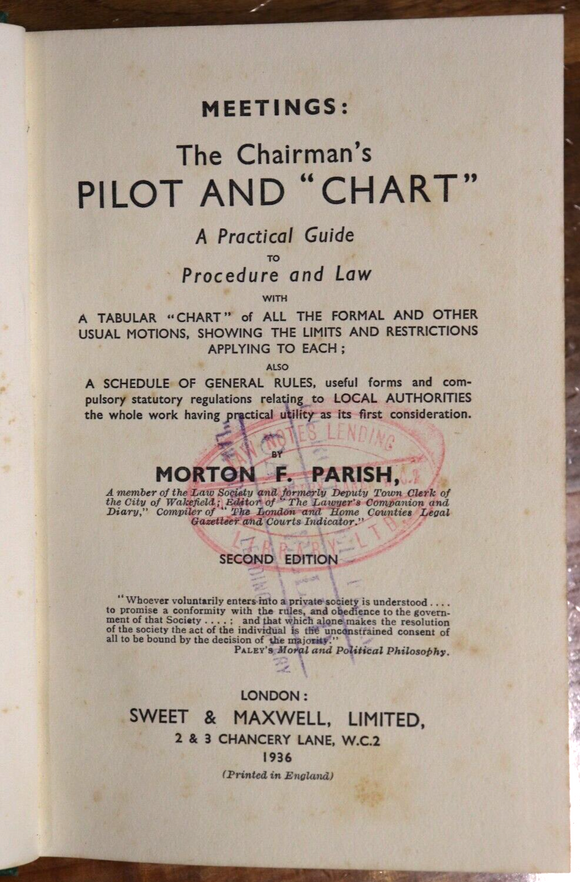 MEETINGS:
The Chairman's
PILOT AND "CHART"
A Practical Guide
TO
Procedure and Law
WITH
A TABULAR "CHART" of ALL THE FORMAL AND OTHER
USUAL MOTIONS, SHOWING THE LIMITS AND RESTRICTIONS
APPLYING TO EACH;
ALSO
A SCHEDULE OF GENERAL RULES, useful forms and com-
pulsory statutory regulations relating to LOCAL AUTHORITIES
the whole work having practical utility as its first consideration.
BY
MORTON F. PARISH,
A member of the Law Society and formerly Deputy Town Clerk of
the City of Wakefield; Editor of "The Lawyer's Companion and
Diary," Compiler of "The London and Home Counties Legal
Gazetteer and Courts Indicator."
LAW NOTES LENDING
LIBRARY LTD.
SECOND EDITION
"Whoever voluntarily enters into a private society is understood ....
to promise a conformity with the rules, and obedience to the govern-
ment of that Society ....; and that which alone makes the resolution
of the society the act of the individual is the unconstrained consent of
all to be bound by the decision of the majority."
PALEY'S Moral and Political Philosophy.
LONDON:
SWEET & MAXWELL, LIMITED,
2 & 3 CHANCERY LANE, W.C.2
1936
(Printed in England)